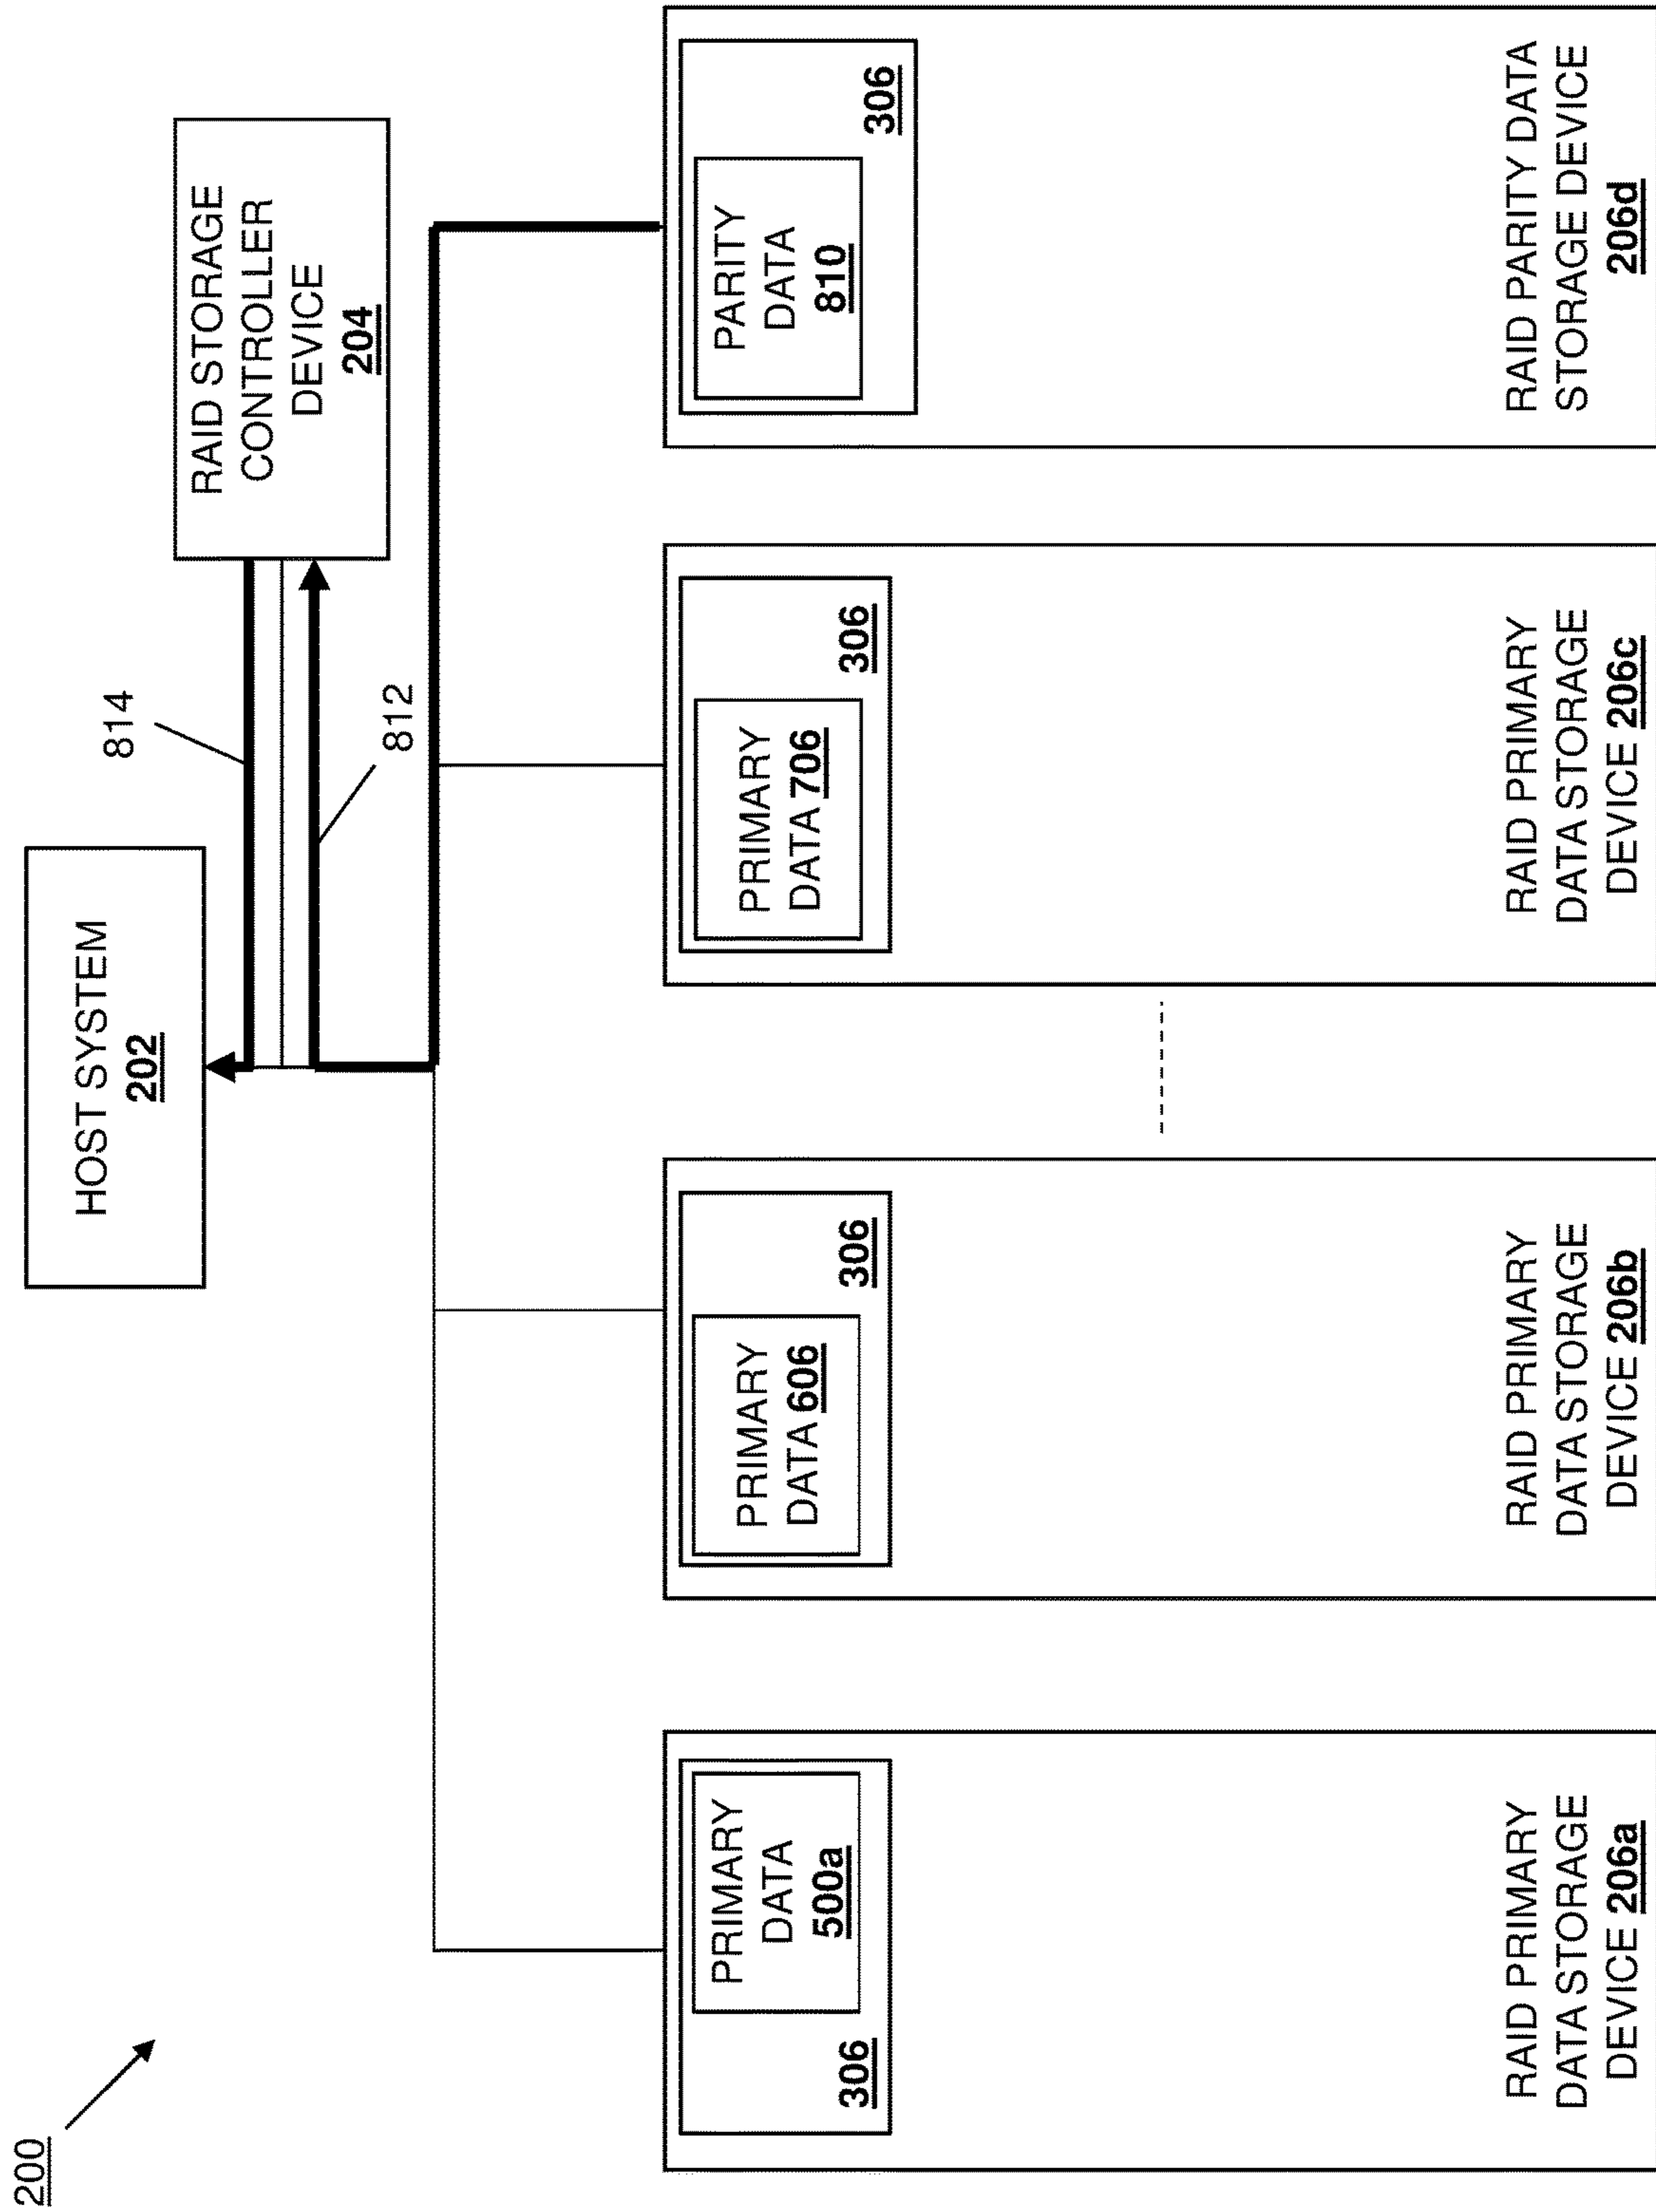 200
HOST SYSTEM
202
814
812
RAID STORAGE
CONTROLLER
DEVICE
204
PRIMARY
DATA
500a
306
RAID PRIMARY
DATA STORAGE
DEVICE 206a
PRIMARY
DATA 606
306
RAID PRIMARY
DATA STORAGE
DEVICE 206b
PRIMARY
DATA 706
306
RAID PRIMARY
DATA STORAGE
DEVICE 206c
PARITY
DATA
810
306
RAID PARITY DATA
STORAGE DEVICE
206d